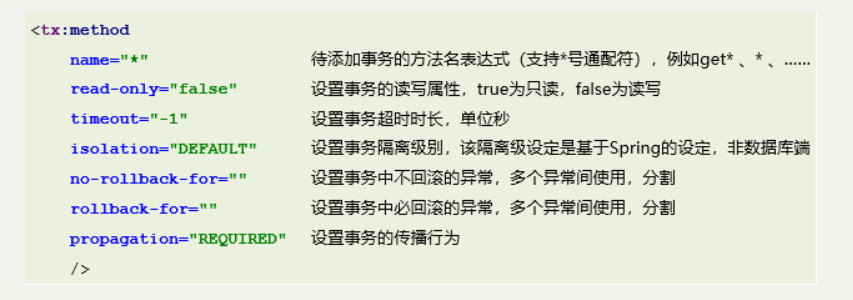 <tx:method
name="*" 待添加事务的方法名表达式（支持*号通配符），例如get* 、* 、......
read-only="false" 设置事务的读写属性，true为只读，false为读写
timeout="-1" 设置事务超时时长，单位秒
isolation="DEFAULT" 设置事务隔离级别，该隔离级设定是基于Spring的设定，非数据库端
no-rollback-for="" 设置事务中不回滚的异常，多个异常间使用，分割
rollback-for="" 设置事务中必回滚的异常，多个异常间使用，分割
propagation="REQUIRED" 设置事务的传播行为
/>